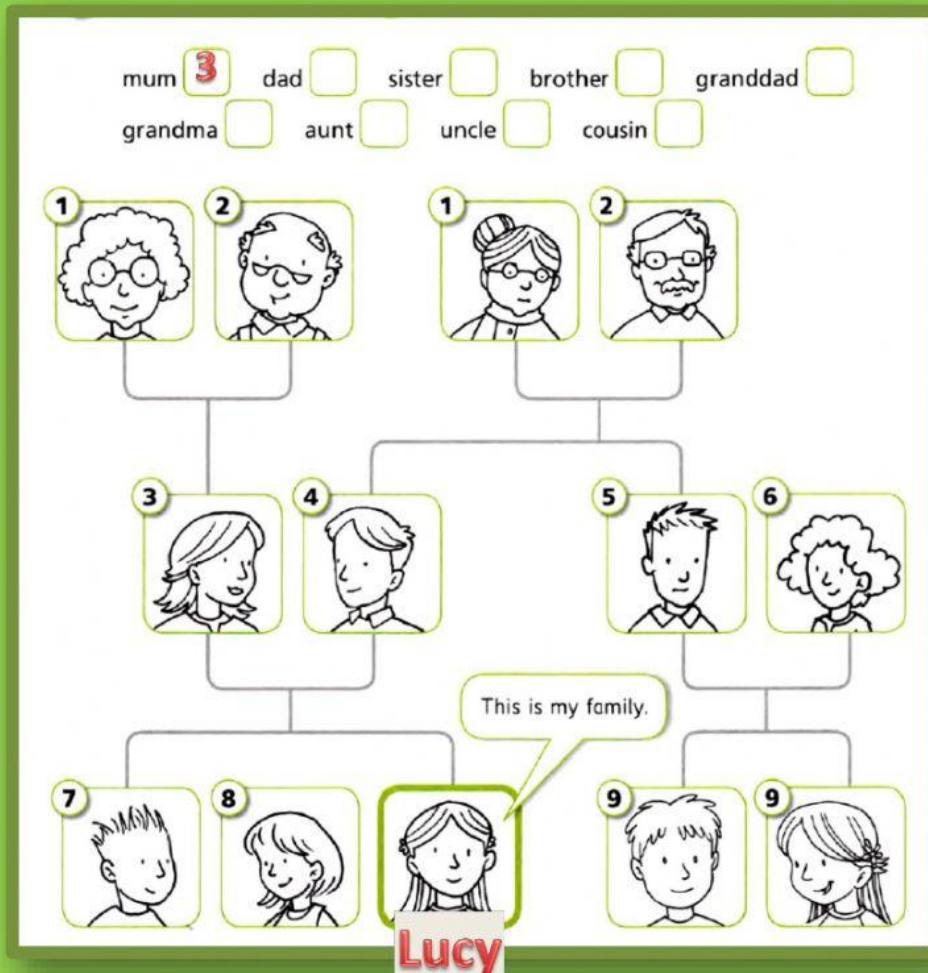 mum 3 dad sister brother granddad
grandma aunt uncle cousin
1 2 1 2
3 4 5 6
This is my family.
7 8 9 9
Lucy